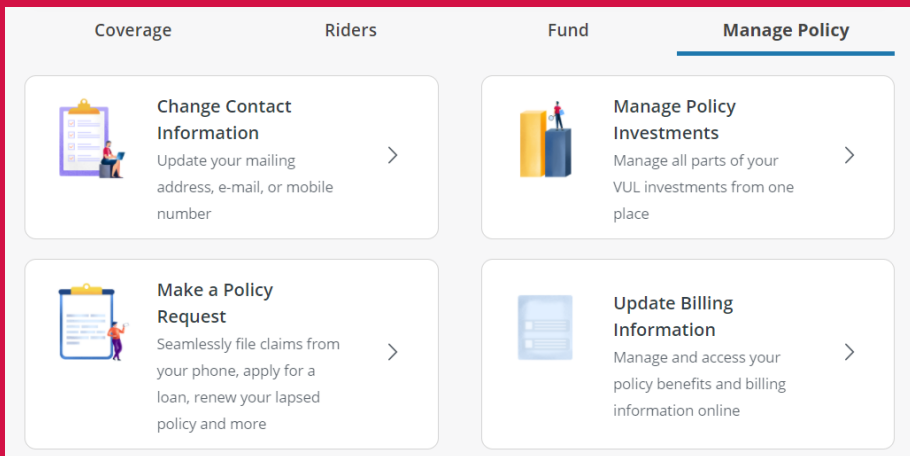 Coverage
Riders
Fund
Manage Policy
Change Contact
Information
Update your mailing
address, e-mail, or mobile
number
Manage Policy
Investments
Manage all parts of your
VUL investments from one
place
Make a Policy
Request
Seamlessly file claims from
your phone, apply for a
loan, renew your lapsed
policy and more
Update Billing
Information
Manage and access your
policy benefits and billing
information online